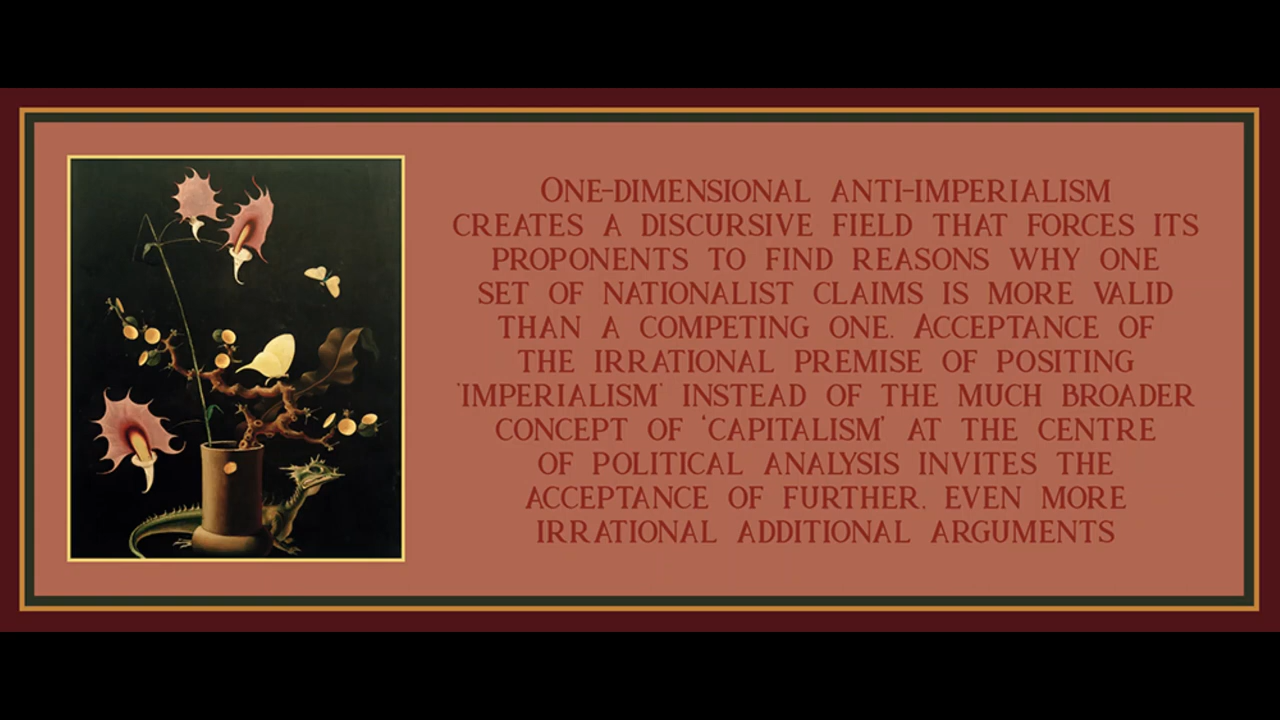 One-dimensional anti-imperialism
creates a discursive field that forces its
proponents to find reasons why one
set of nationalist claims is more valid
than a competing one. Acceptance of
the irrational premise of positing
'imperialism' instead of the much broader
concept of 'capitalism' at the centre
of political analysis invites the
acceptance of further. even more
irrational additional arguments